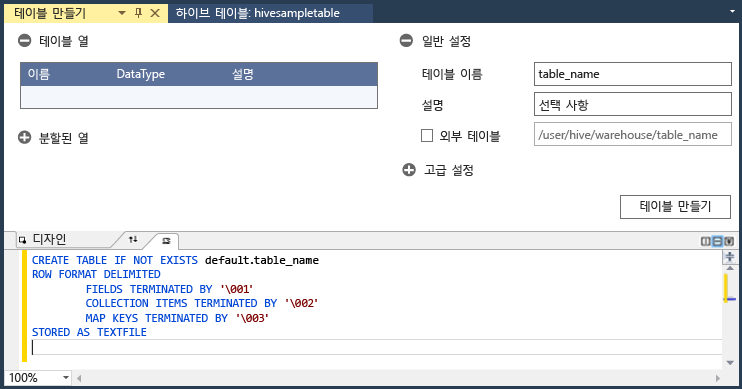 테이블 만들기
하이브 테이블: hivesampletable
테이블 열
이름 DataType 설명
분할된 열
일반 설정
테이블 이름 table_name
설명 선택 사항
외부 테이블 /user/hive/warehouse/table_name
고급 설정
테이블 만들기
디자인
CREATE TABLE IF NOT EXISTS default.table_name
ROW FORMAT DELIMITED
FIELDS TERMINATED BY '\001'
COLLECTION ITEMS TERMINATED BY '\002'
MAP KEYS TERMINATED BY '\003'
STORED AS TEXTFILE
100%